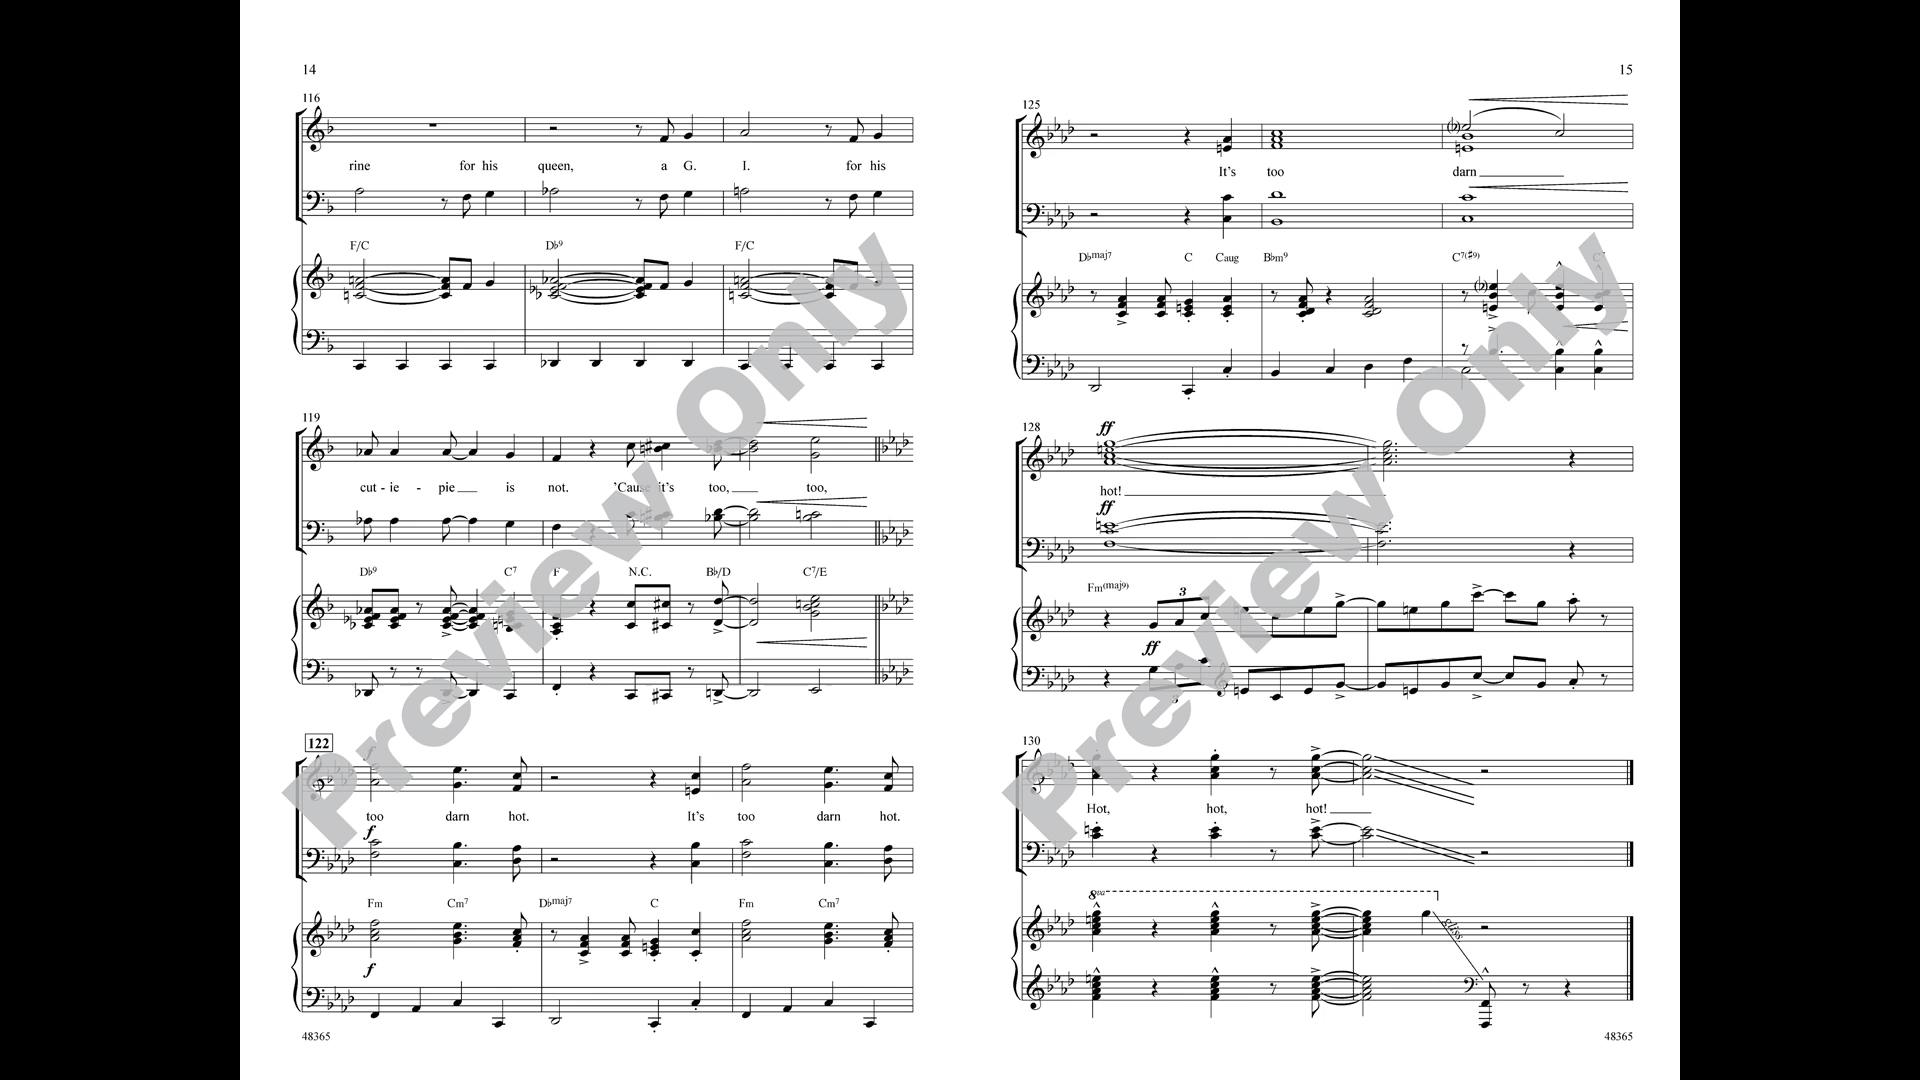 14
116
rine for his queen, a G. I. for his
F/C D♭9 F/C
119
cut - ie - pie is not. 'Cause it's too, too,
D♭9 C7 F N.C. B♭/D C7/E
122
f
too darn hot. It's too darn hot.
f
Fm Cm7 D♭maj7 C Fm Cm7
f
48365
15
125
It's too darn
D♭maj7 C Caug B♭m9 C7(♯9) C7
128
ff
hot!
ff
Fm(maj9)
3
ff
3
130
Hot, hot, hot!
8va
gliss.
48365
Preview Only
Preview Only